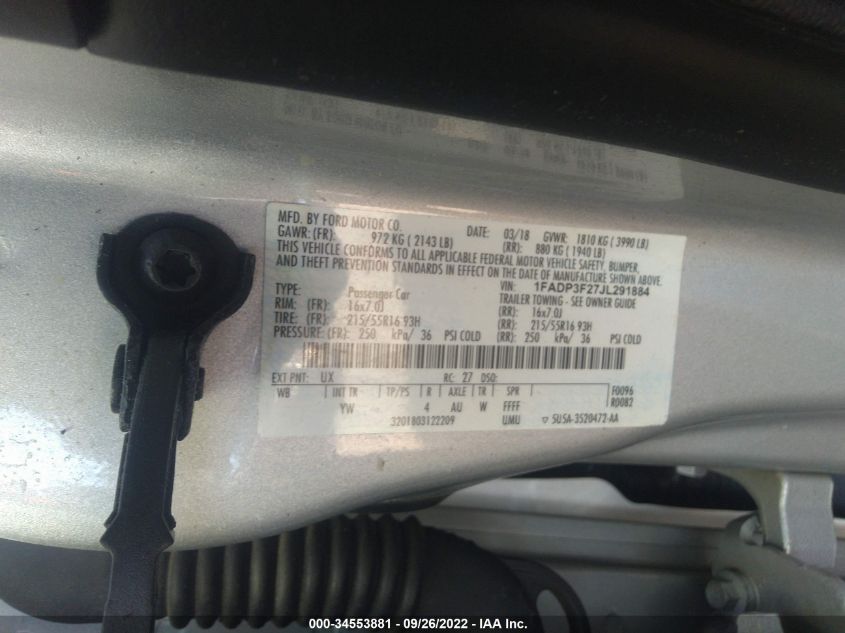 MFD. BY FORD MOTOR CO. DATE: 03/18 GVWR: 1810 KG ( 3990 LB)
GAWR: (FR): 972 KG ( 2143 LB) (RR): 880 KG ( 1940 LB)
THIS VEHICLE CONFORMS TO ALL APPLICABLE FEDERAL MOTOR VEHICLE SAFETY, BUMPER,
AND THEFT PREVENTION STANDARDS IN EFFECT ON THE DATE OF MANUFACTURE SHOWN ABOVE.
VIN: 1FADP3F27JL291884
TYPE: Passenger Car TRAILER TOWING - SEE OWNER GUIDE
RIM: (FR): 16x7.0J (RR): 16x7.0J
TIRE: (FR): 215/55R16 93H (RR): 215/55R16 93H
PRESSURE: (FR): 250 kPa/ 36 PSI COLD (RR): 250 kPa/ 36 PSI COLD
EXT PNT: UX RC: 27 DSO:
WB INT TR TP/PS R AXLE TR SPR F0096
YW 4 AU W FFFF R0082
3201803122209 UMU ▽ 5U5A-3520472-AA
000-34553881 - 09/26/2022 - IAA Inc.